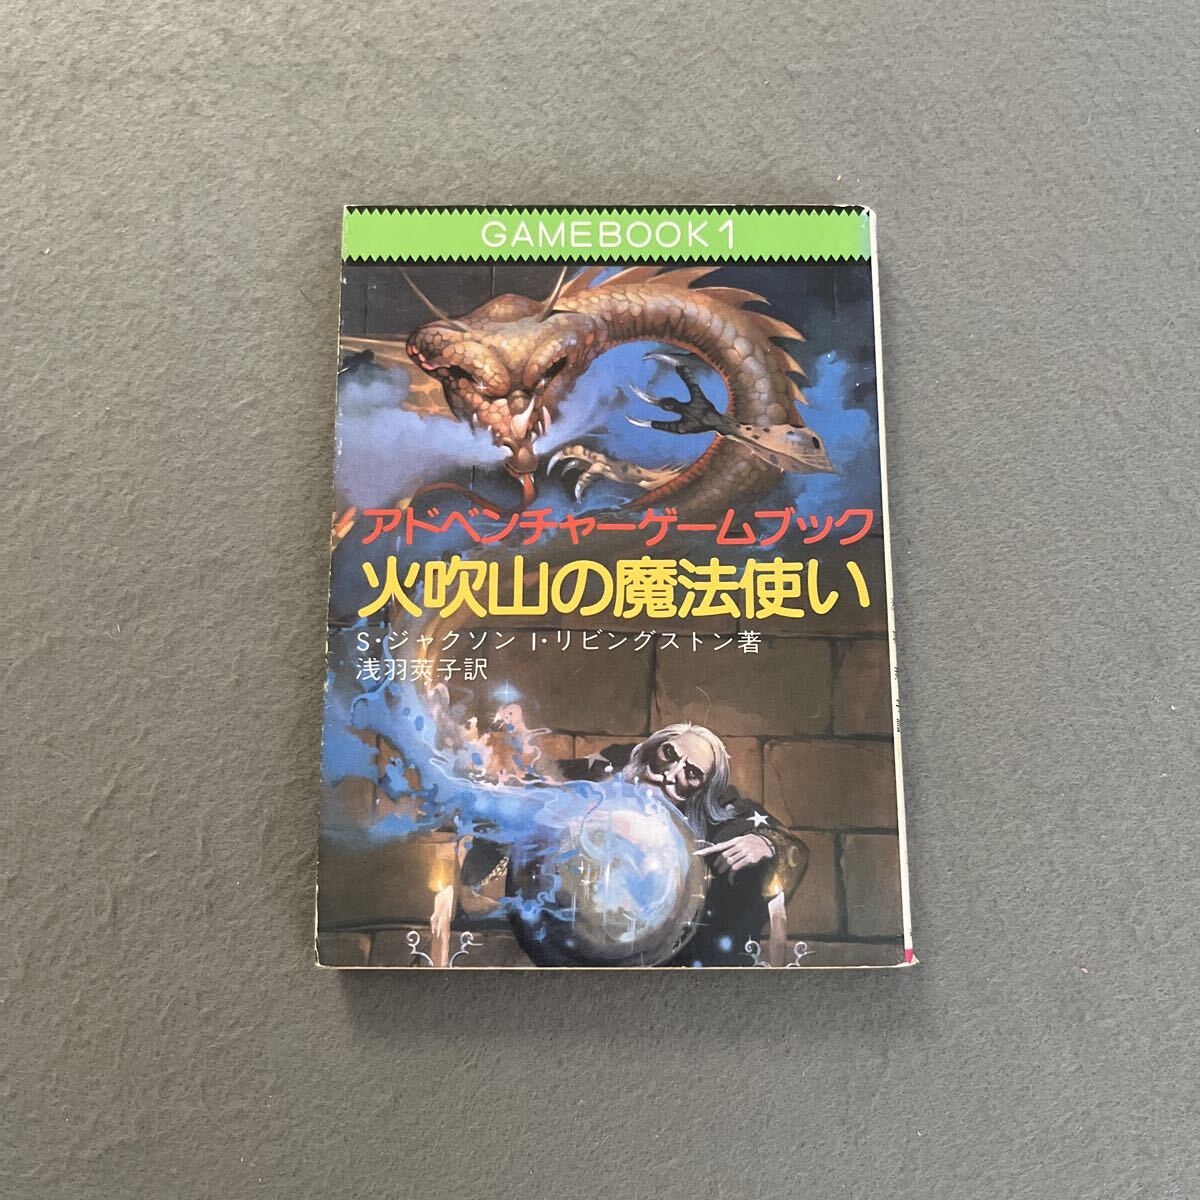 GAMEBOOK1
アドベンチャーゲームブック
火吹山の魔法使い
S・ジャクソン I・リビングストン著
浅羽莢子訳